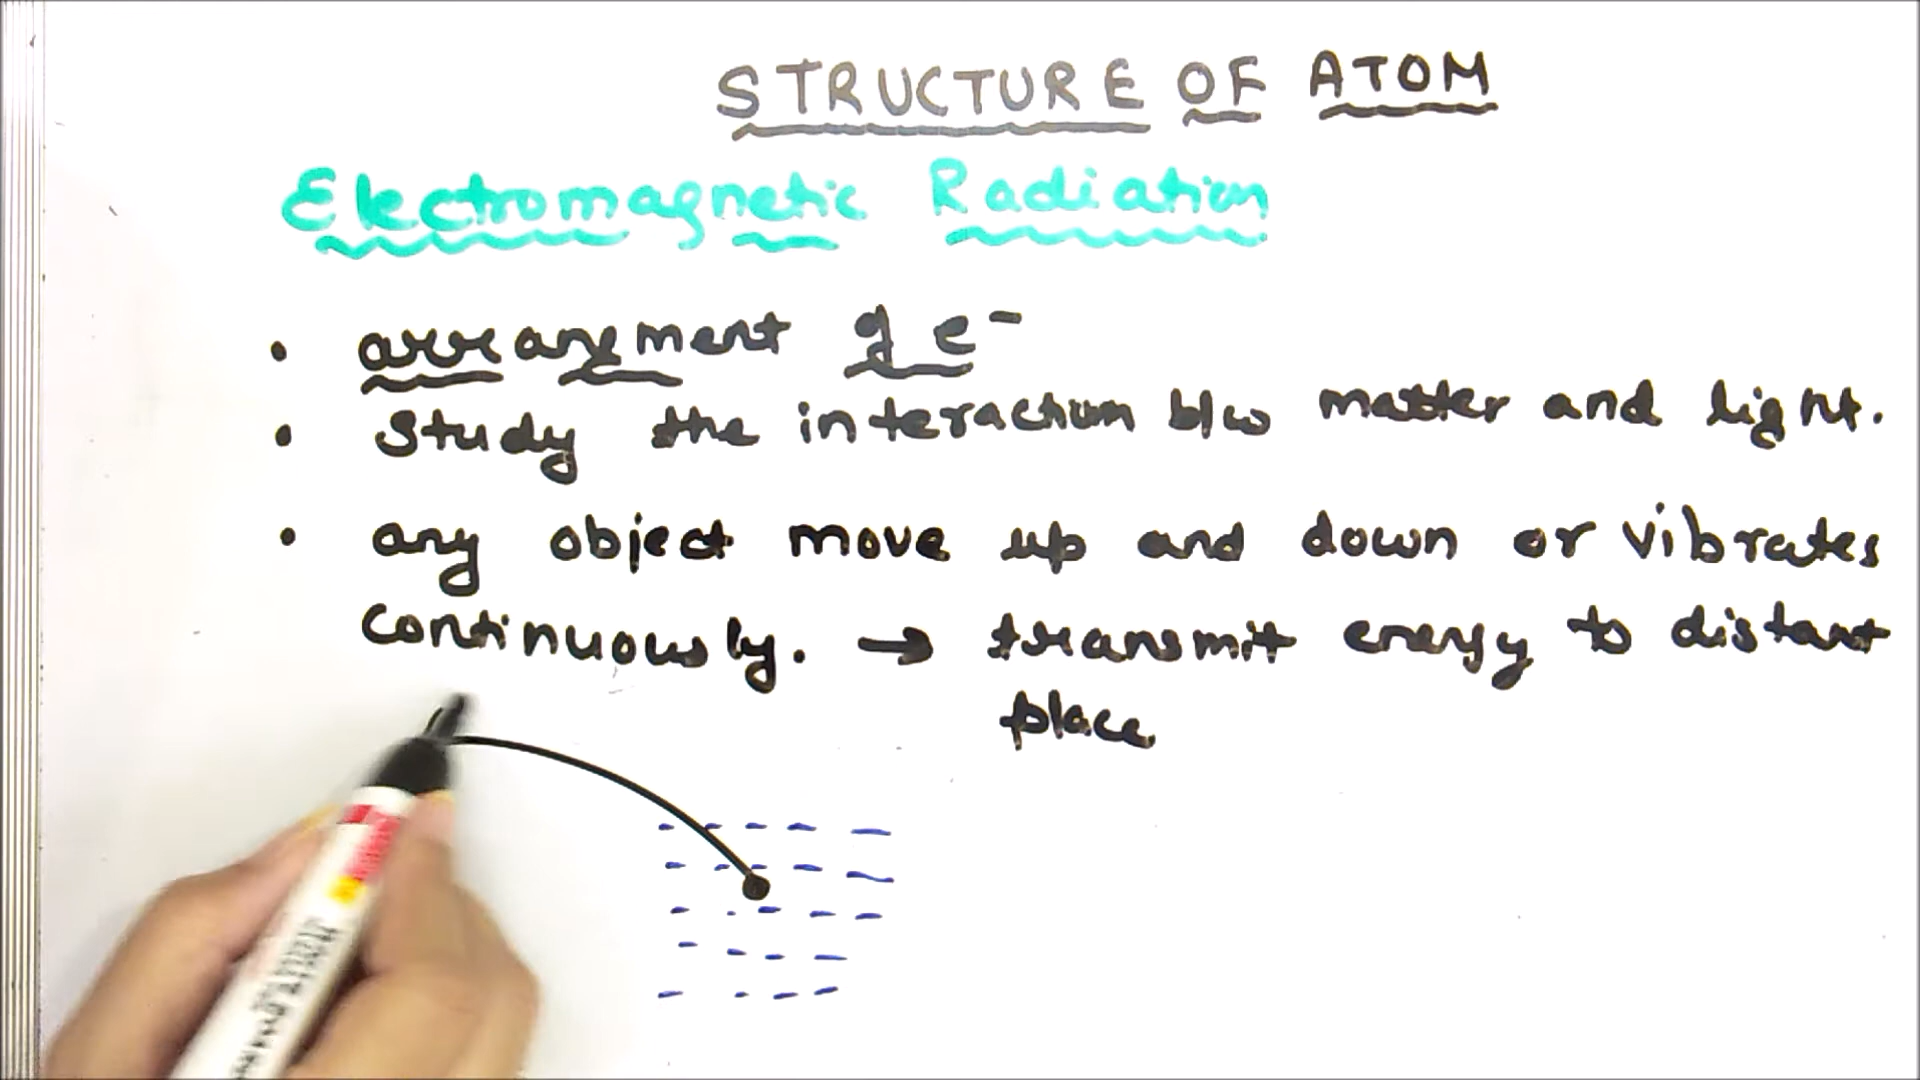 STRUCTURE OF ATOM
Electromagnetic Radiation
• arrangement of e⁻
• Study the interaction b/w matter and light.
• any object move up and down or vibrates
continuously. → transmit energy to distant
place